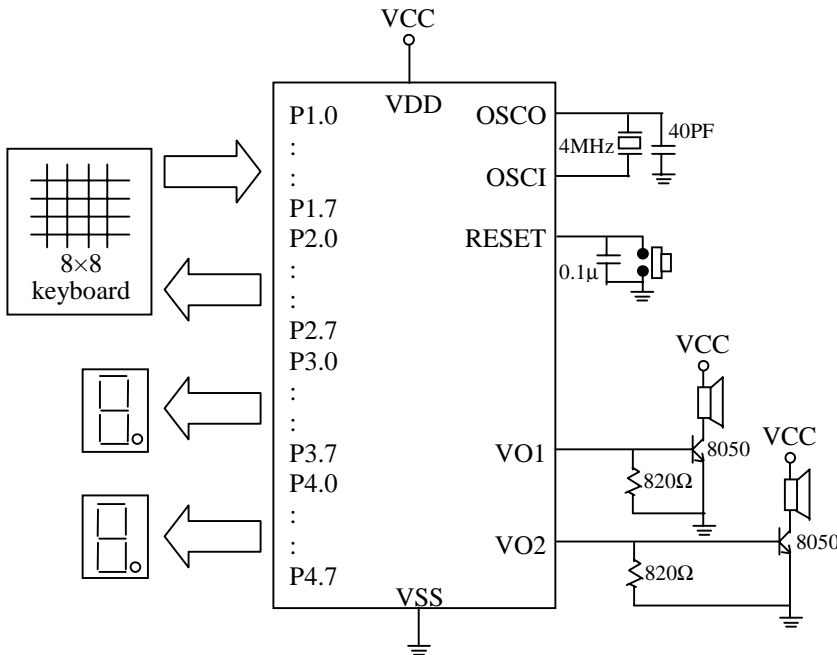 VCC
VDD
P1.0
:
:
P1.7
P2.0
:
:
P2.7
P3.0
:
:
P3.7
P4.0
:
:
P4.7
VSS
8×8
keyboard
OSCO
4MHz
40PF
OSCI
RESET
0.1μ
VCC
VO1
8050
820Ω
VCC
VO2
8050
820Ω